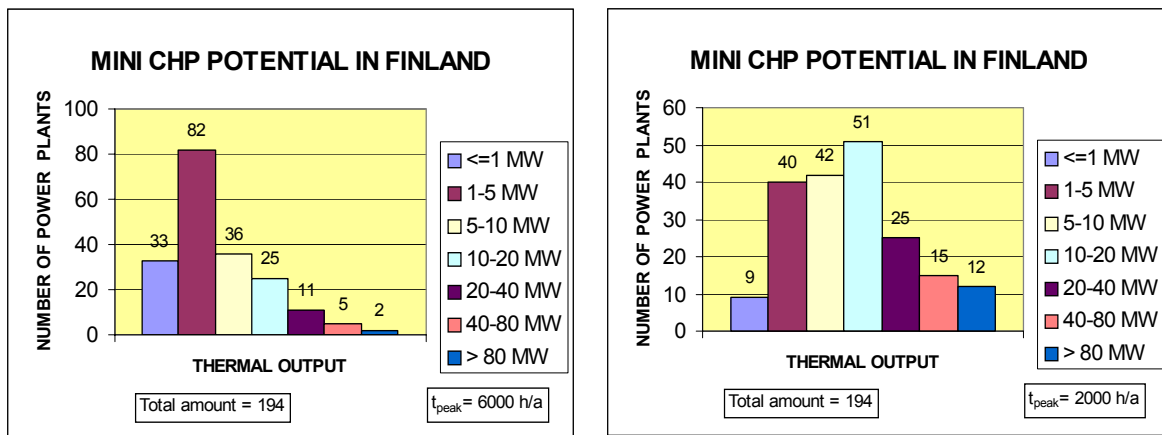 MINI CHP POTENTIAL IN FINLAND
NUMBER OF POWER PLANTS
100
80
60
40
20
0
33
82
36
25
11
5
2
THERMAL OUTPUT
<=1 MW
1-5 MW
5-10 MW
10-20 MW
20-40 MW
40-80 MW
> 80 MW
Total amount = 194
tpeak= 6000 h/a
MINI CHP POTENTIAL IN FINLAND
NUMBER OF POWER PLANTS
60
50
40
30
20
10
0
9
40
42
51
25
15
12
THERMAL OUTPUT
<=1 MW
1-5 MW
5-10 MW
10-20 MW
20-40 MW
40-80 MW
> 80 MW
Total amount = 194
tpeak= 2000 h/a